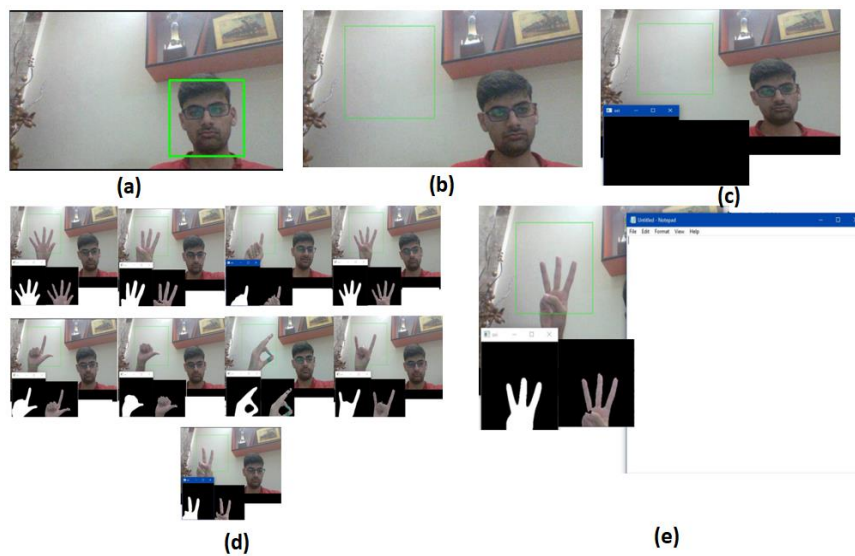 (a)
(b)
(c)
(d)
Untitled - Notepad
File Edit Format View Help
(e)